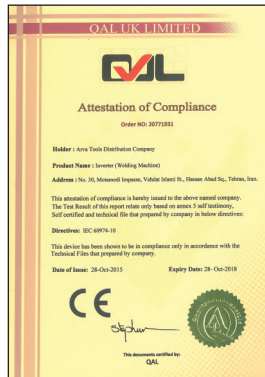 QAL UK LIMITED
QAL
Attestation of Compliance
Order NO: 20771931
Holder : Arva Tools Distribution Company
Product Name : Inverter (Welding Machine)
Address : No. 30, Motamedi Impasse, Vahdat Islami St., Hassan Abad Sq., Tehran, Iran.
This attestation of compliance is hereby issued to the above named company.
The Test Result of this report relate only based on annex 5 self testimony,
Self certified and technical file that prepared by company in below directives:
Directives: IEC 60974-10
This device has been shown to be in compliance only in accordance with the
Technical Files that prepared by company.
Date of Issue: 28-Oct-2015 Expiry Date: 28- Oct-2018
CE
This documents certified by:
QAL